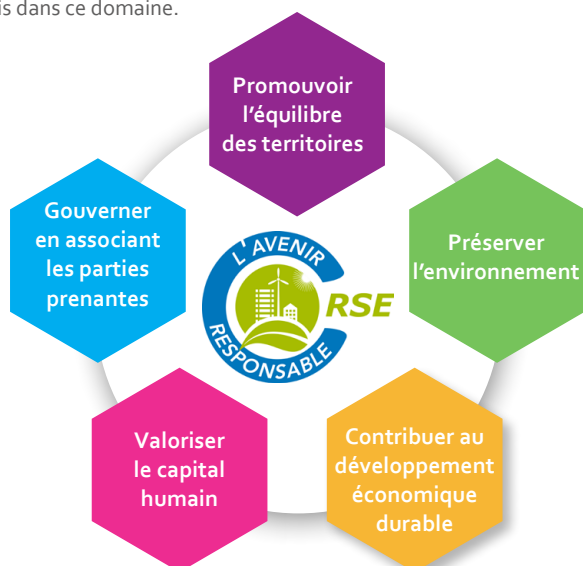 is dans ce domaine.
Promouvoir
l'équilibre
des territoires
Gouverner
en associant
les parties
prenantes
Préserver
l'environnement
L'AVENIR
RSE
RESPONSABLE
Valoriser
le capital
humain
Contribuer au
développement
économique
durable